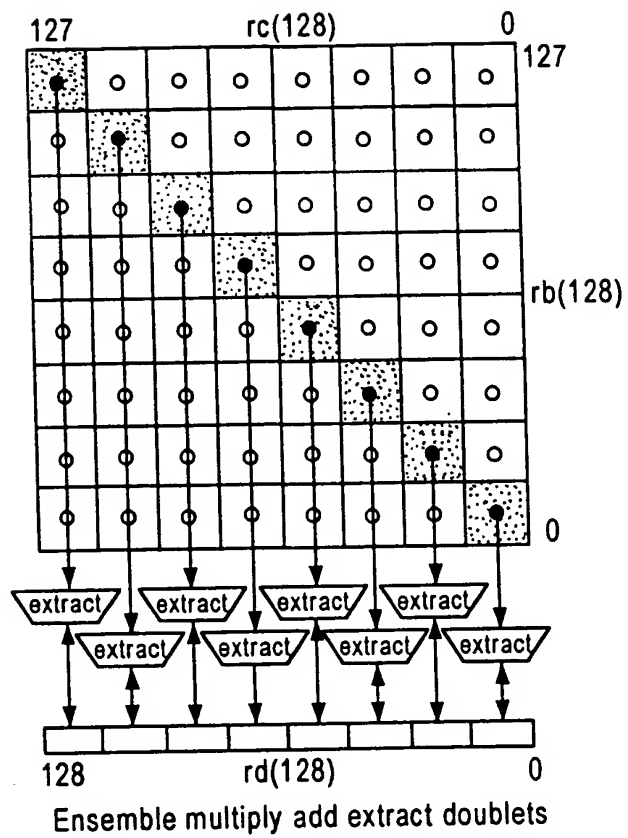 127 rc(128) 0
127
rb(128)
0
extract extract extract extract
extract extract extract extract
128 rd(128) 0
Ensemble multiply add extract doublets